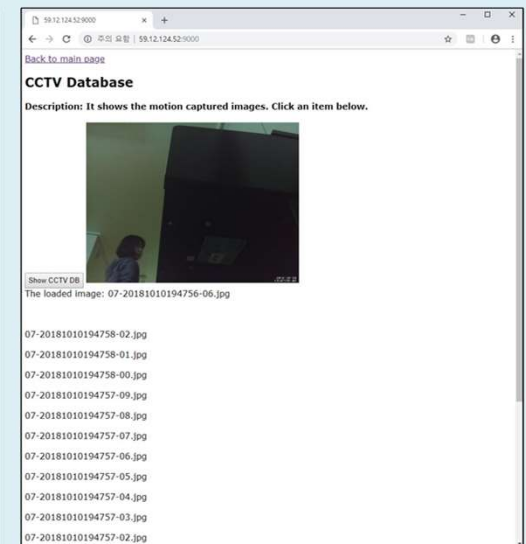 59.12.124.52:9000
주의 요함 | 59.12.124.52:9000
Back to main page
CCTV Database
Description: It shows the motion captured images. Click an item below.
Show CCTV DB
The loaded image: 07-20181010194756-06.jpg
07-20181010194758-02.jpg
07-20181010194758-01.jpg
07-20181010194758-00.jpg
07-20181010194757-09.jpg
07-20181010194757-08.jpg
07-20181010194757-07.jpg
07-20181010194757-06.jpg
07-20181010194757-05.jpg
07-20181010194757-04.jpg
07-20181010194757-03.jpg
07-20181010194757-02.jpg